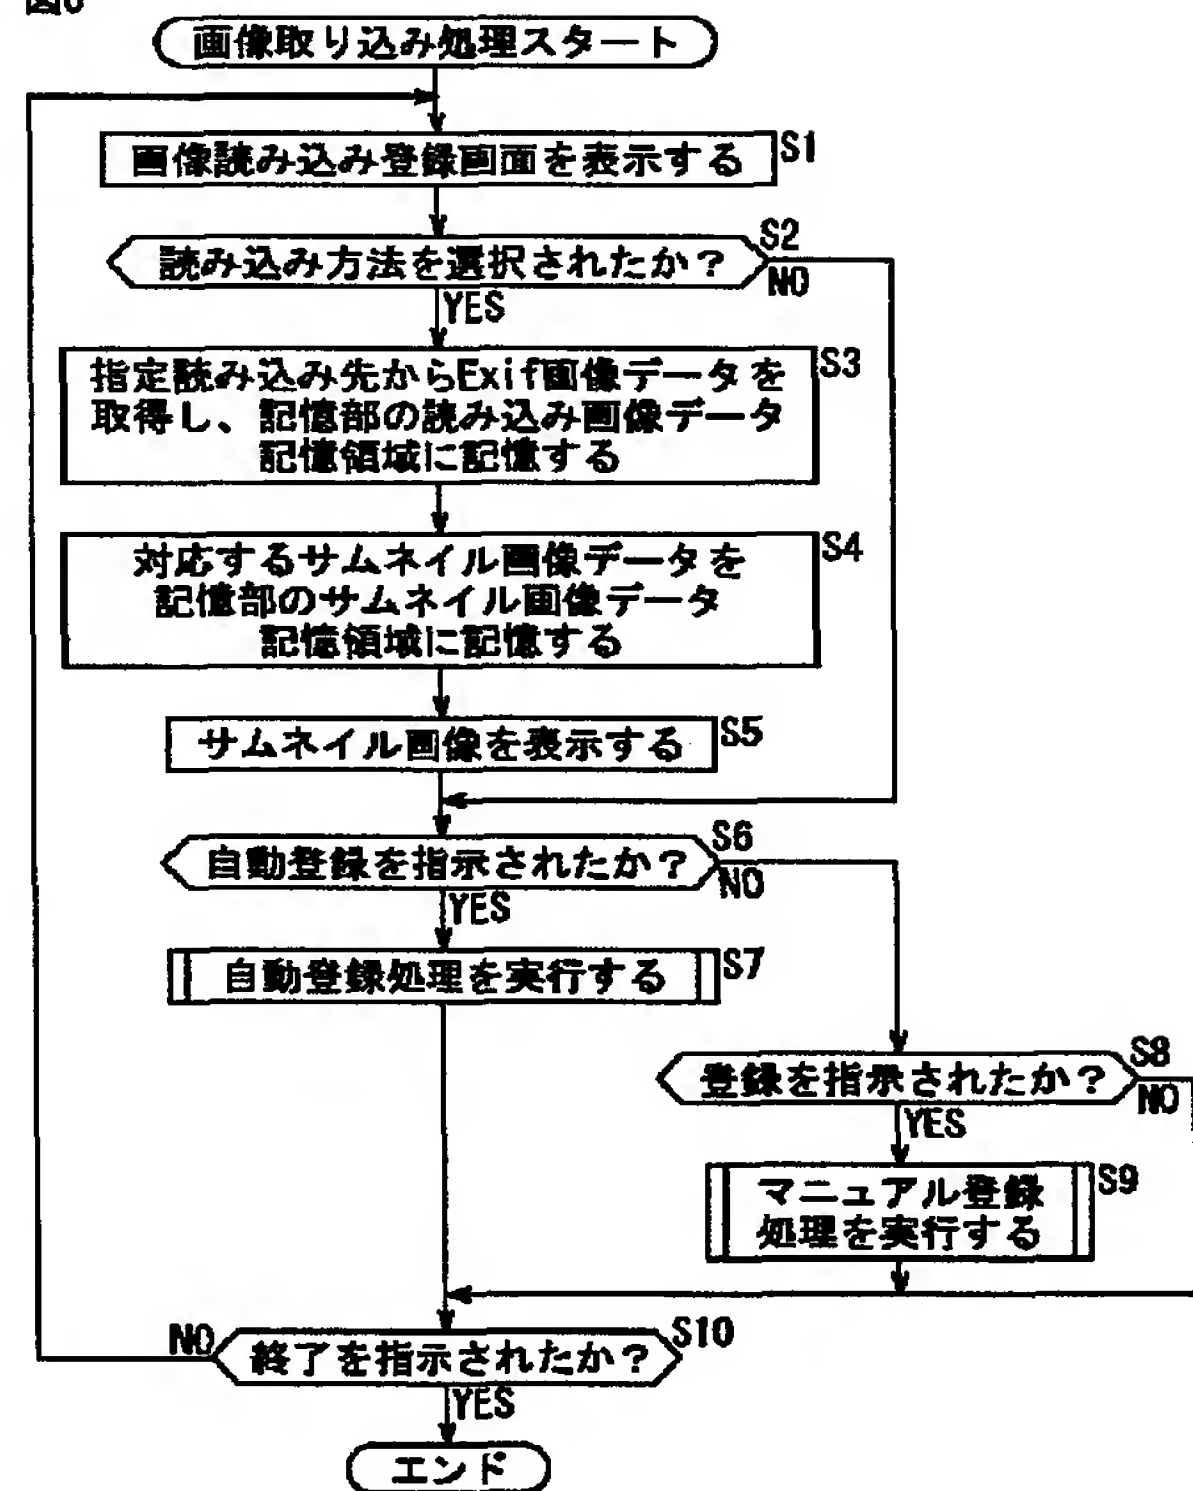 画像取り込み処理スタート
画像読み込み登録画面を表示する
S1
読み込み方法を選択されたか？
S2
NO
YES
指定読み込み先からExif画像データを
取得し、記憶部の読み込み画像データ
記憶領域に記憶する
S3
対応するサムネイル画像データを
記憶部のサムネイル画像データ
記憶領域に記憶する
S4
サムネイル画像を表示する
S5
自動登録を指示されたか？
S6
NO
YES
自動登録処理を実行する
S7
登録を指示されたか？
S8
NO
YES
マニュアル登録
処理を実行する
S9
終了を指示されたか？
S10
NO
YES
エンド